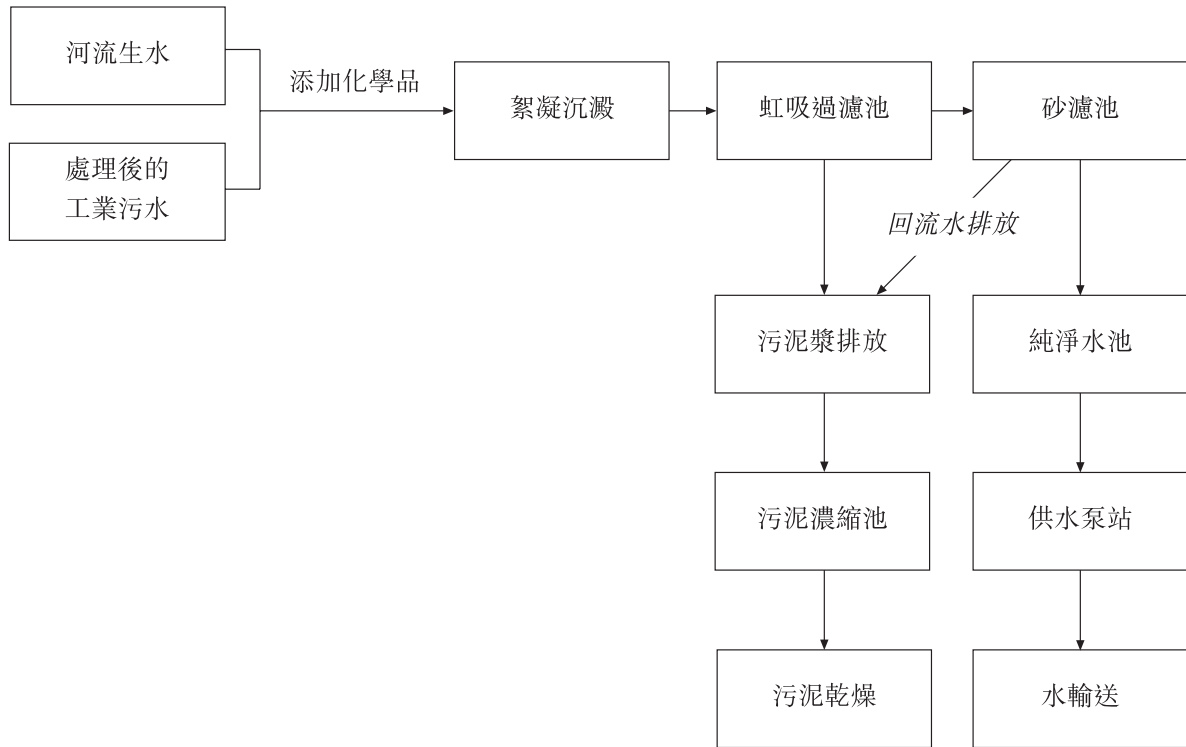 河流生水
處理後的
工業污水
添加化學品
絮凝沉澱
虹吸過濾池
砂濾池
回流水排放
污泥漿排放
純淨水池
污泥濃縮池
供水泵站
污泥乾燥
水輸送